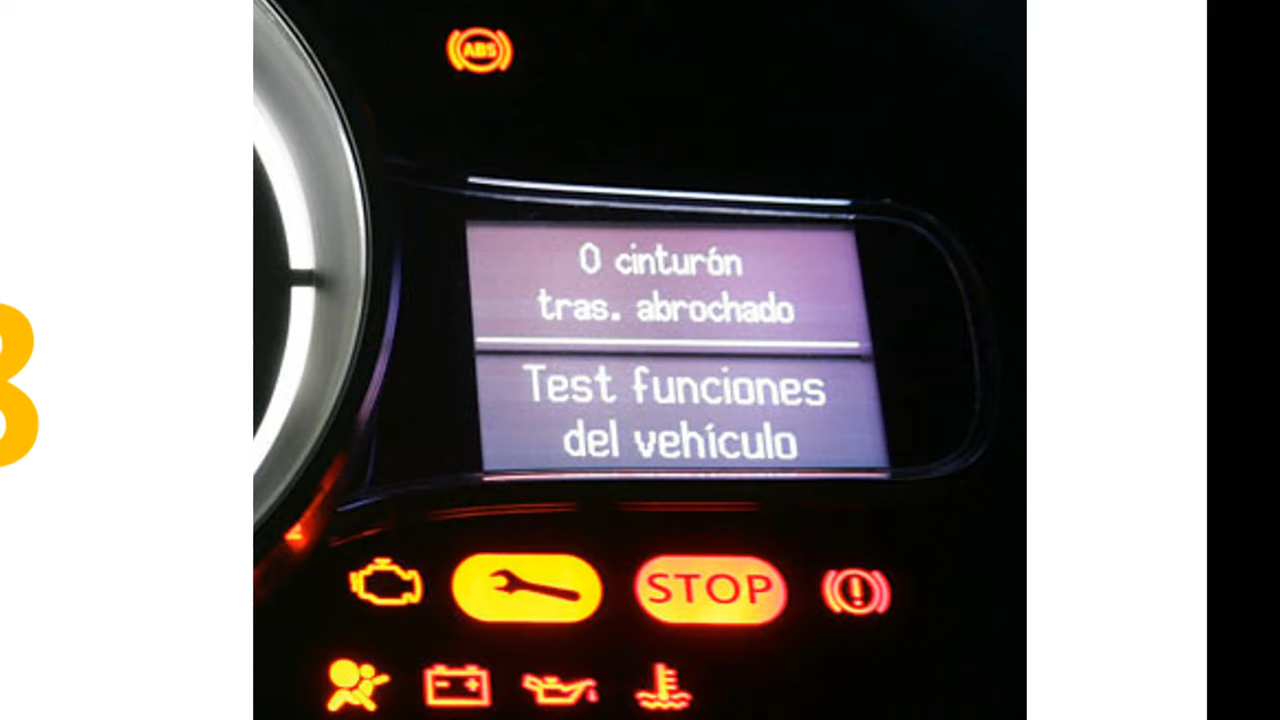 ABS
0 cinturón
tras. abrochado
Test funciones
del vehículo
STOP